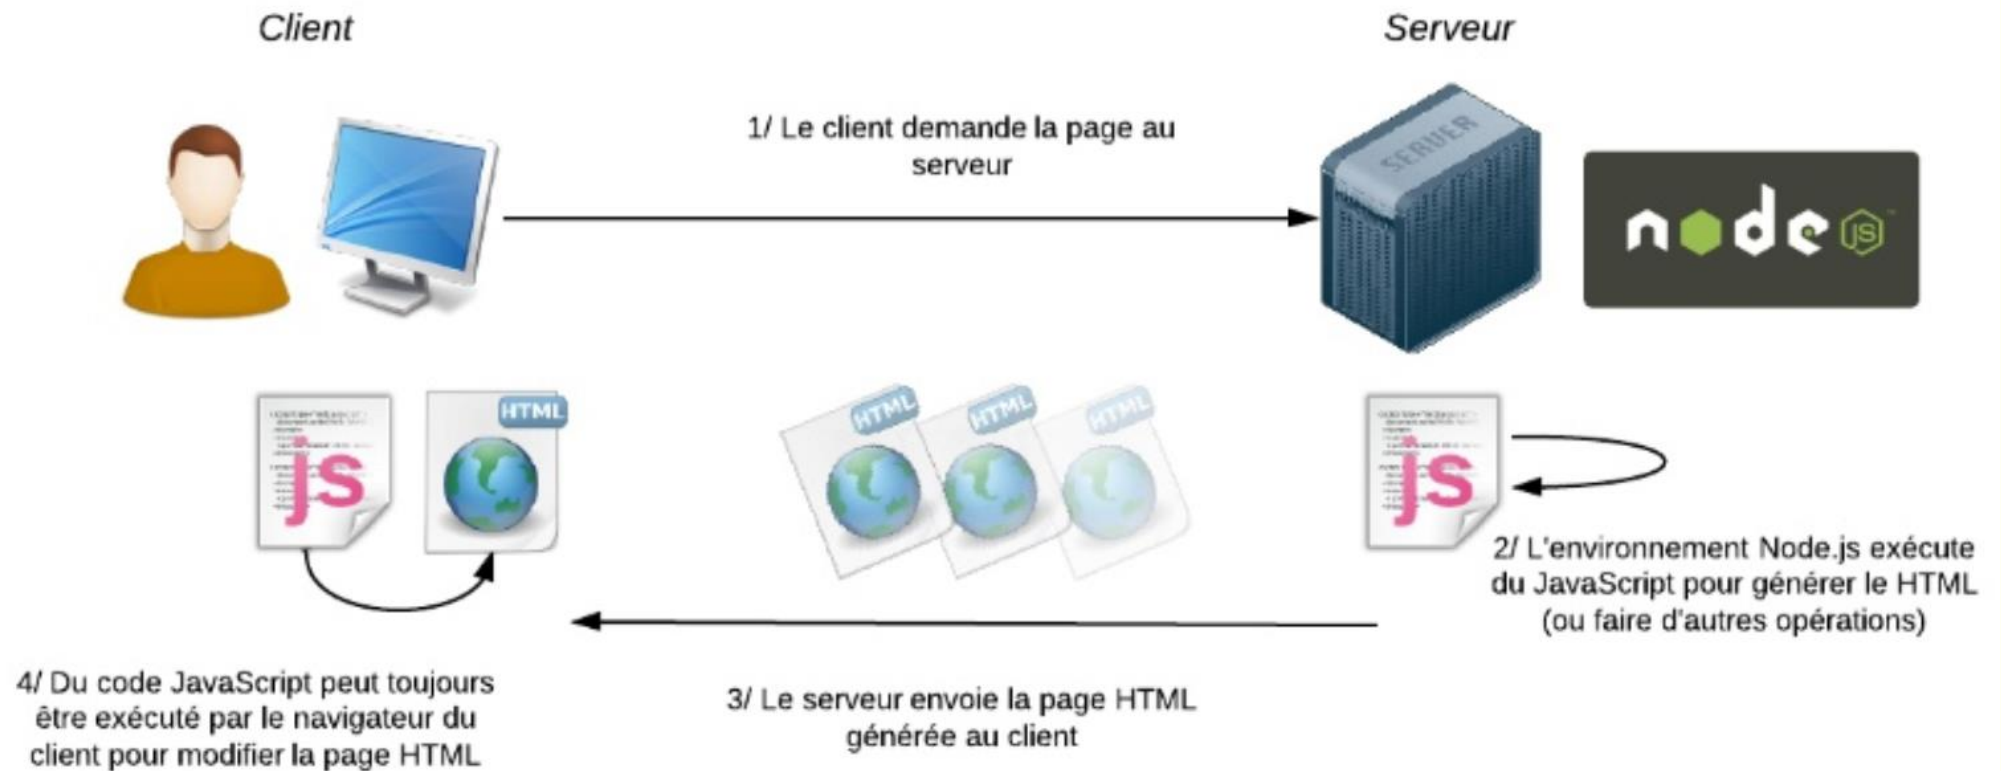 Client
Serveur
1/ Le client demande la page au
serveur
SERVER
node JS
HTML
HTML
HTML
HTML
js
js
2/ L'environnement Node.js exécute
du JavaScript pour générer le HTML
(ou faire d'autres opérations)
3/ Le serveur envoie la page HTML
générée au client
4/ Du code JavaScript peut toujours
être exécuté par le navigateur du
client pour modifier la page HTML